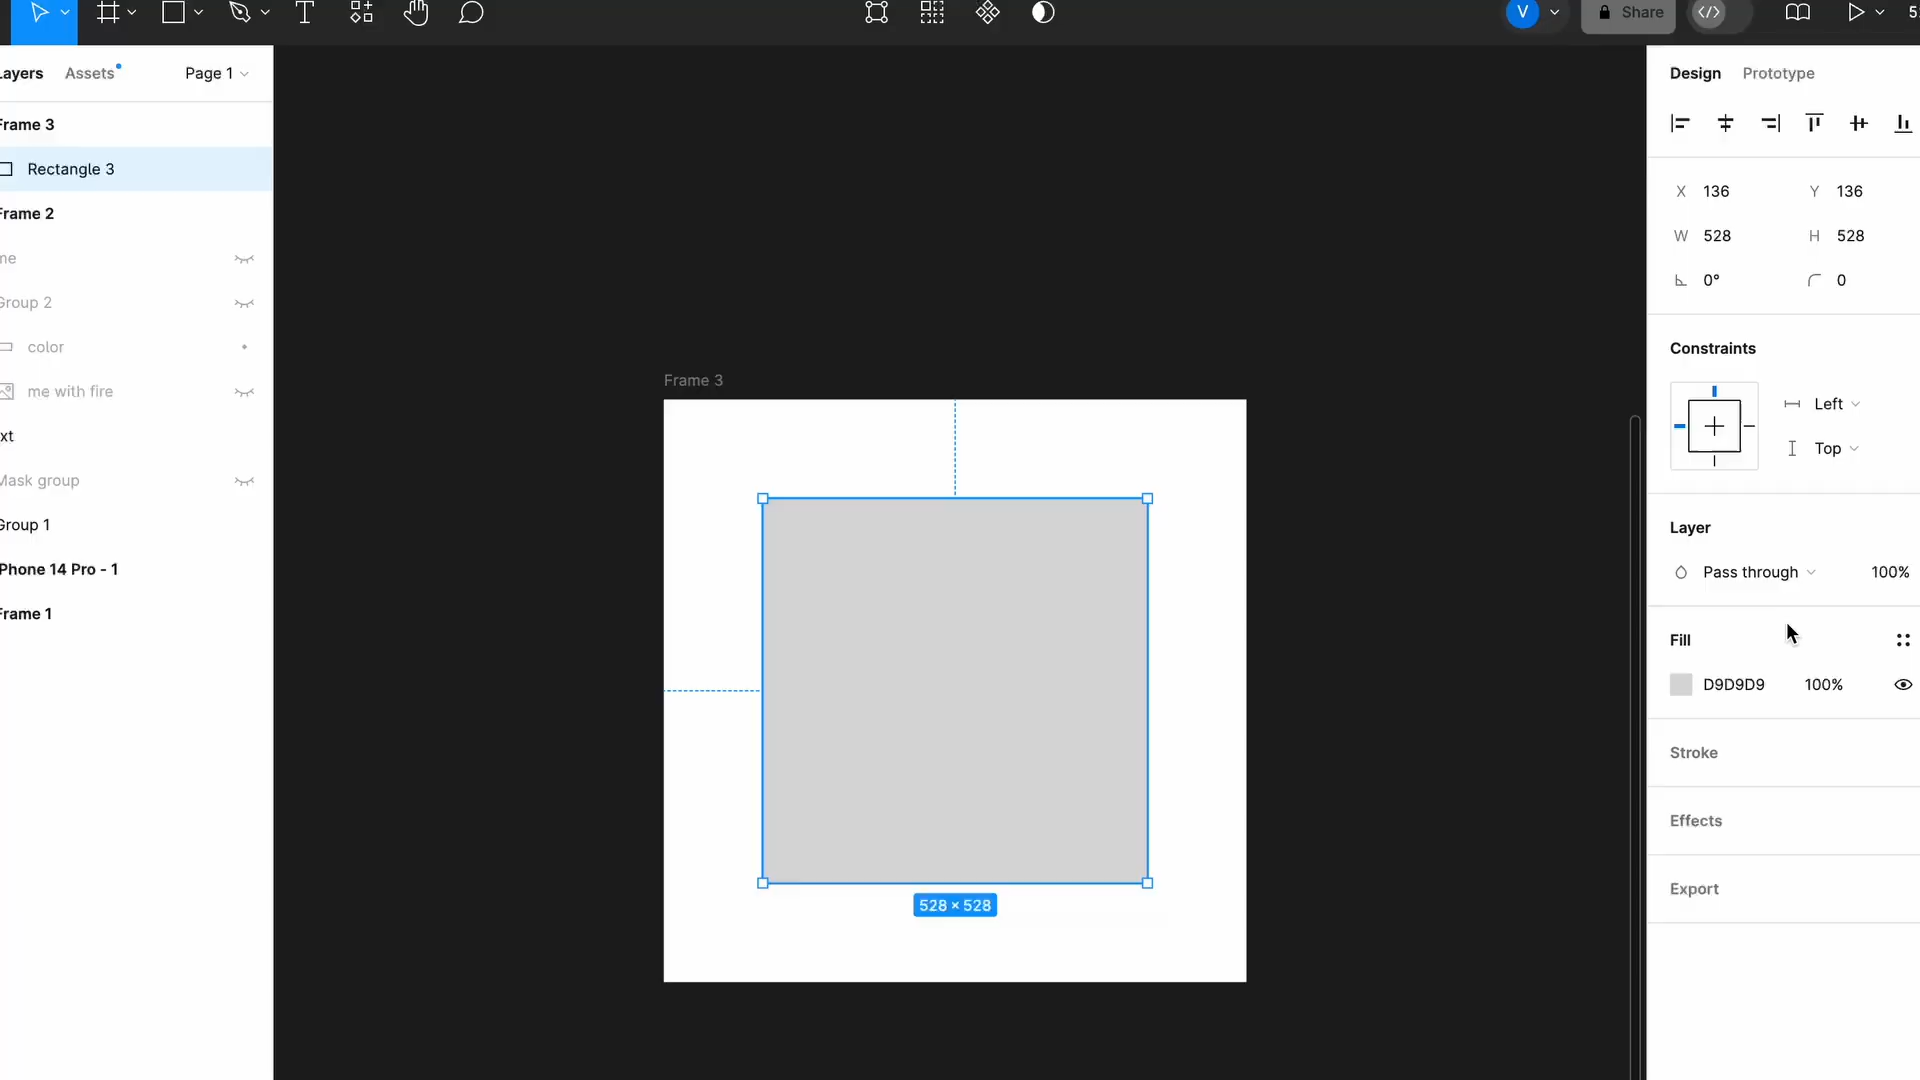 V
Share
5
Layers Assets Page 1
Frame 3
Rectangle 3
Frame 2
me
Group 2
color
me with fire
xt
Mask group
Group 1
Phone 14 Pro - 1
Frame 1
Frame 3
528 × 528
Design Prototype
X 136 Y 136
W 528 H 528
0° 0
Constraints
Left
Top
Layer
Pass through 100%
Fill
D9D9D9 100%
Stroke
Effects
Export